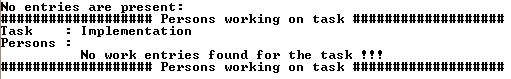 No entries are present:
################### Persons working on task ###################
Task    : Implementation
Persons :
          No work entries found for the task !!!
################### Persons working on task ###################